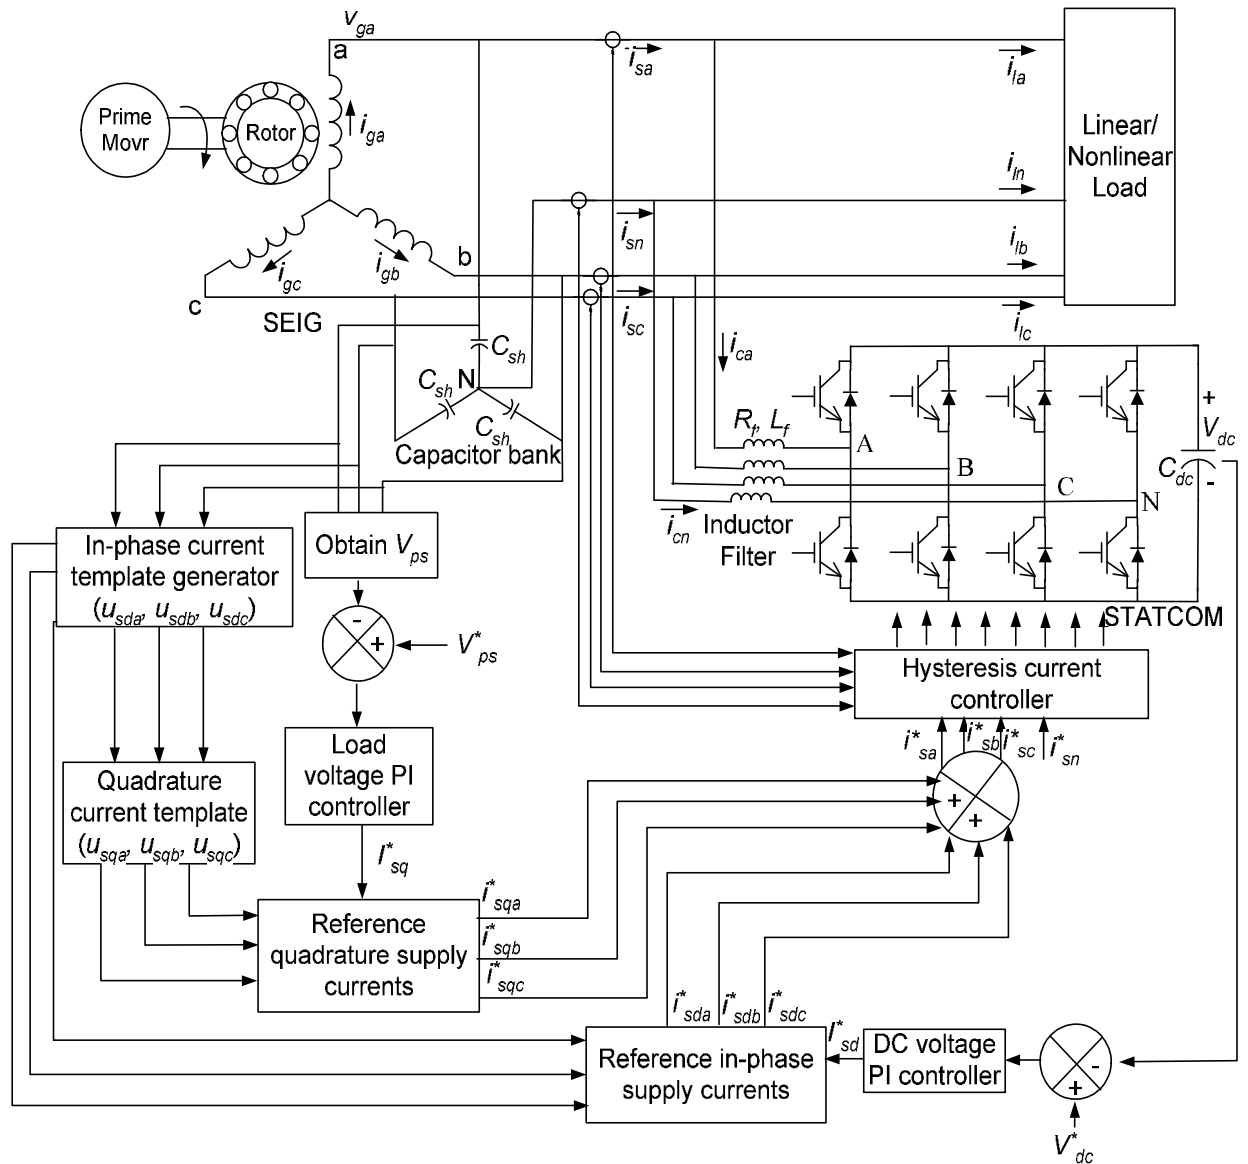 v_ga
a
i_sa
i_la
Prime
Movr
Rotor
i_ga
Linear/
Nonlinear
Load
i_ln
i_sn
i_gc
i_gb
b
i_lb
c
SEIG
i_sc
i_lc
C_sh
i_ca
C_sh
N
C_sh
Capacitor bank
R_f, L_f
A
B
C
N
+
V_dc
C_dc
-
i_cn
Inductor
Filter
STATCOM
In-phase current
template generator
(u_sda, u_sdb, u_sdc)
Obtain V_ps
-
+
V*_ps
Hysteresis current
controller
i*_sa
i*_sb
i*_sc
i*_sn
Load
voltage PI
controller
Quadrature
current template
(u_sqa, u_sqb, u_sqc)
+
+
I*_sq
Reference
quadrature supply
currents
i*_sqa
i*_sqb
i*_sqc
i*_sda
i*_sdb
i*_sdc
Reference in-phase
supply currents
I*_sd
DC voltage
PI controller
-
+
V*_dc